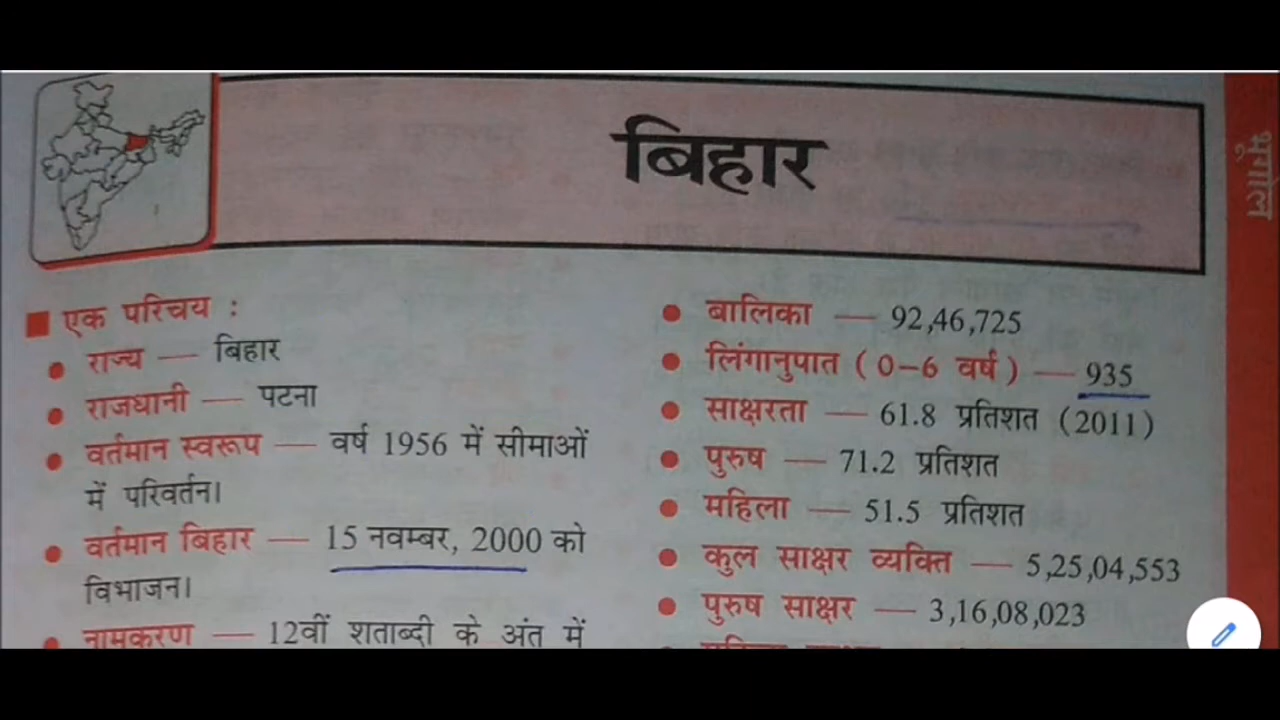 बिहार
भूगोल
एक परिचय :
राज्य — बिहार
राजधानी — पटना
वर्तमान स्वरूप — वर्ष 1956 में सीमाओं
में परिवर्तन।
वर्तमान बिहार — 15 नवम्बर, 2000 को
विभाजन।
नामकरण — 12वीं शताब्दी के अंत में
बालिका — 92,46,725
लिंगानुपात ( 0–6 वर्ष ) — 935
साक्षरता — 61.8 प्रतिशत (2011)
पुरुष — 71.2 प्रतिशत
महिला — 51.5 प्रतिशत
कुल साक्षर व्यक्ति — 5,25,04,553
पुरुष साक्षर — 3,16,08,023